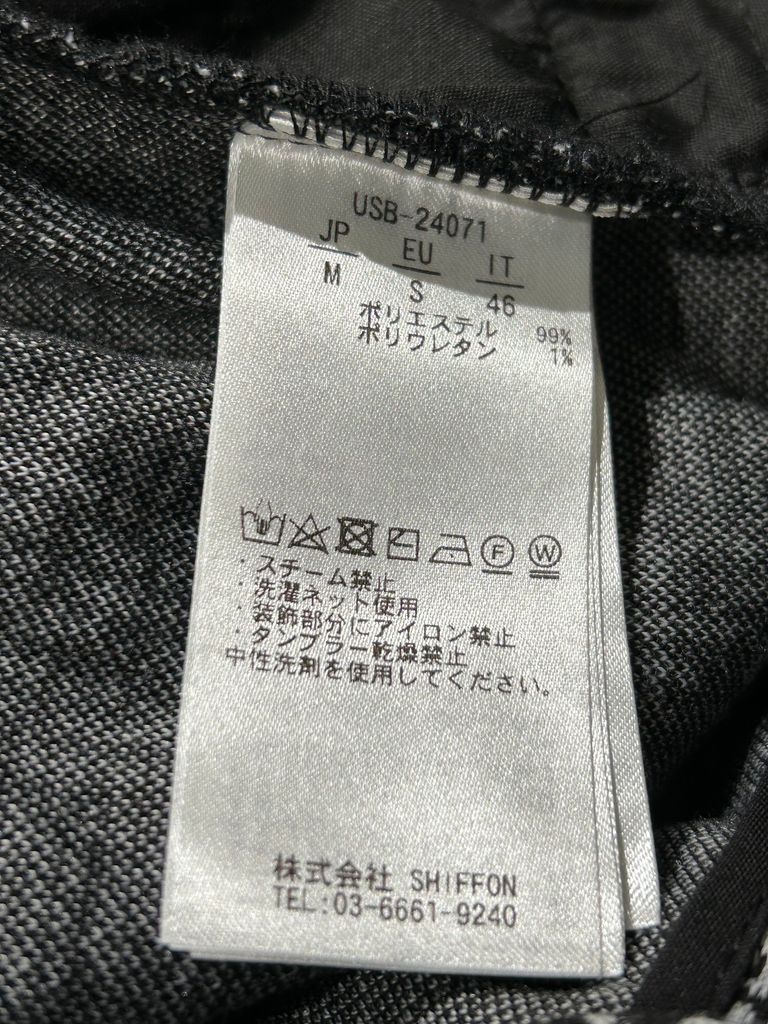 USB-24071
JP EU IT
M S 46
ポリエステル 99%
ポリウレタン 1%
F W
・スチーム禁止
・洗濯ネット使用
・装飾部分にアイロン禁止
・タンブラー乾燥禁止
中性洗剤を使用してください。
株式会社 SHIFFON
TEL:03-6661-9240